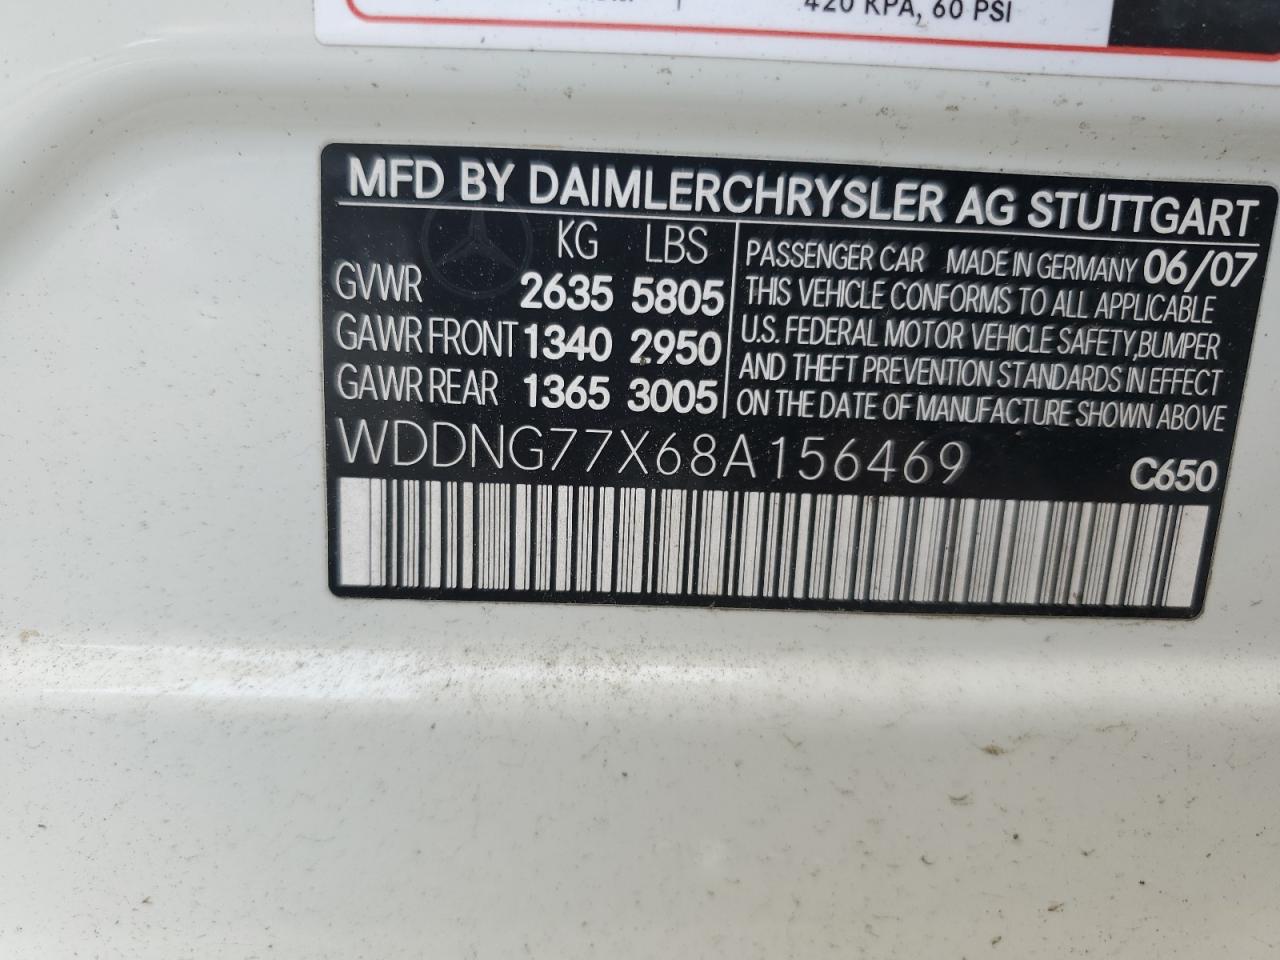 420 KPA, 60 PSI
MFD BY DAIMLERCHRYSLER AG STUTTGART
KG LBS
GVWR 2635 5805
GAWR FRONT 1340 2950
GAWR REAR 1365 3005
PASSENGER CAR MADE IN GERMANY 06/07
THIS VEHICLE CONFORMS TO ALL APPLICABLE
U.S. FEDERAL MOTOR VEHICLE SAFETY,BUMPER
AND THEFT PREVENTION STANDARDS IN EFFECT
ON THE DATE OF MANUFACTURE SHOWN ABOVE
WDDNG77X68A156469
C650